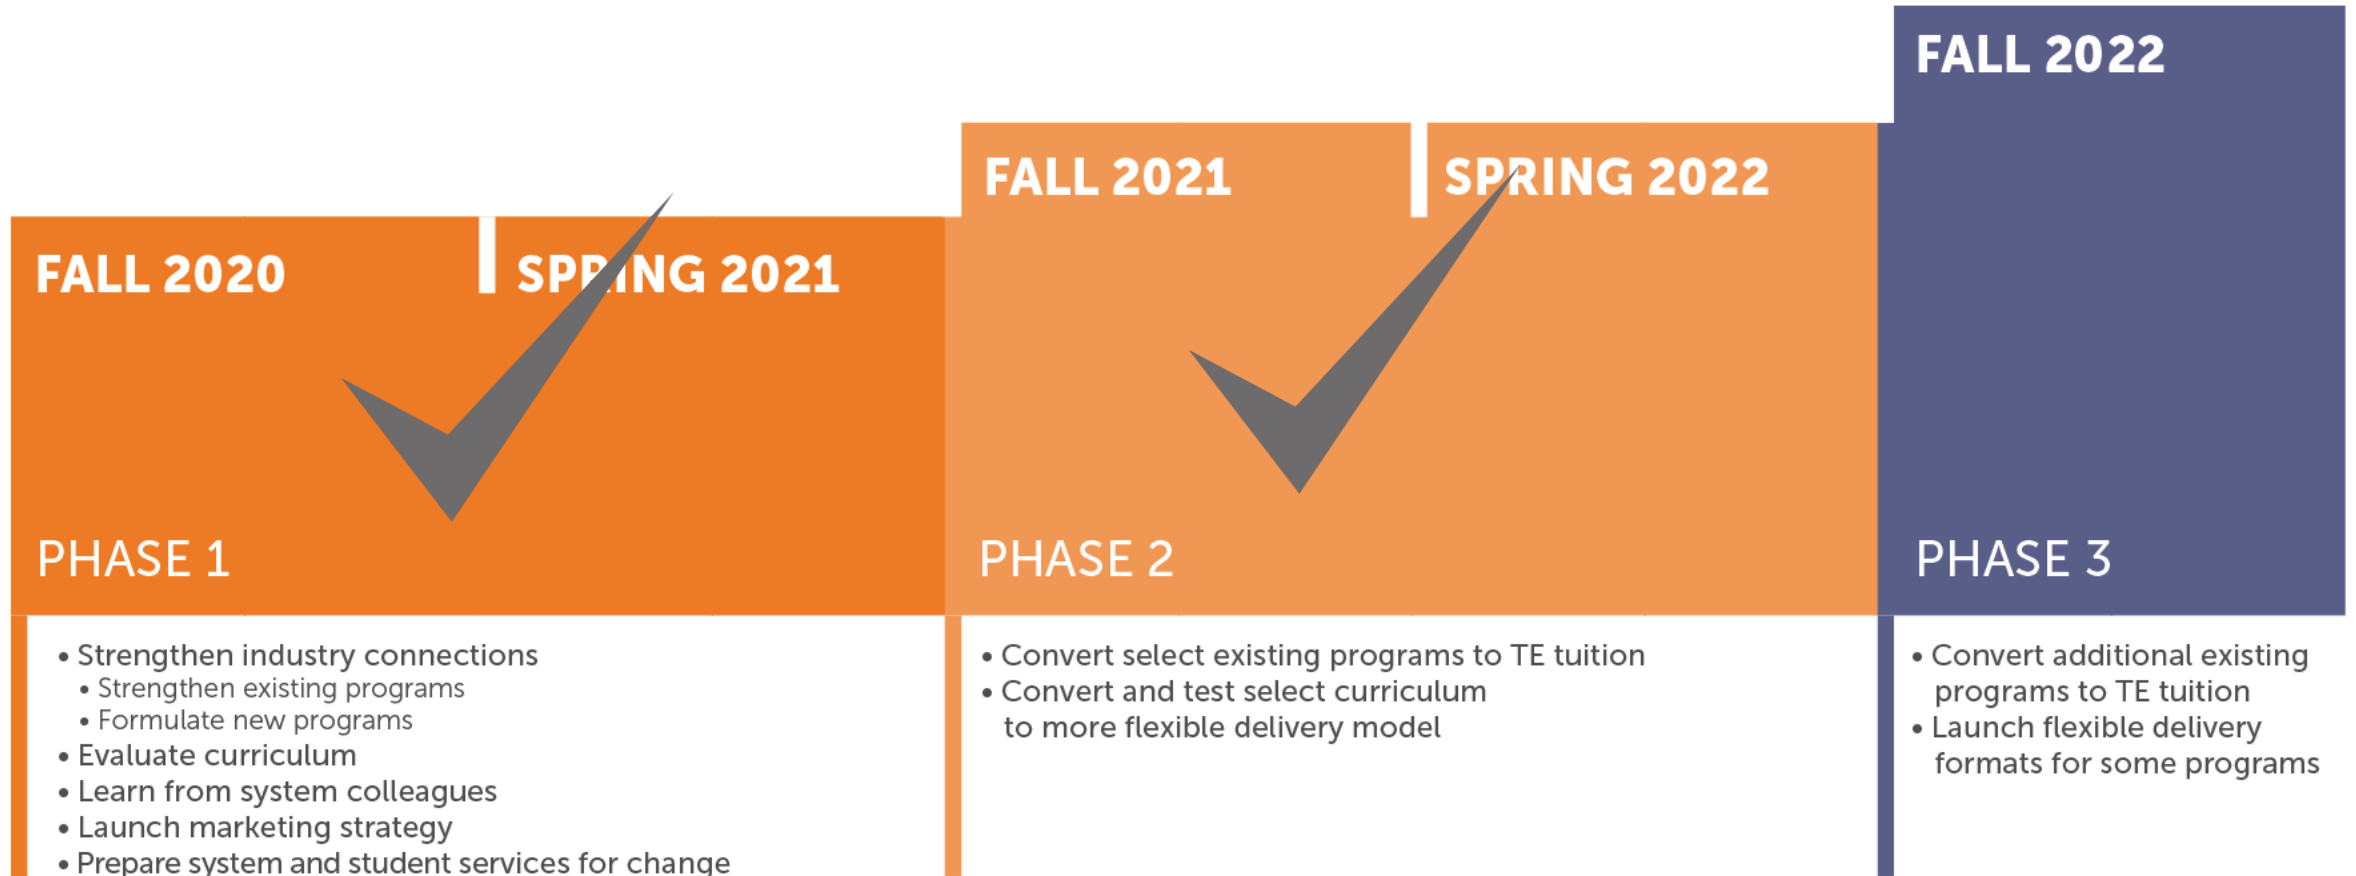 FALL 2020
SPRING 2021
PHASE 1
• Strengthen industry connections
• Strengthen existing programs
• Formulate new programs
• Evaluate curriculum
• Learn from system colleagues
• Launch marketing strategy
• Prepare system and student services for change
FALL 2021
SPRING 2022
PHASE 2
• Convert select existing programs to TE tuition
• Convert and test select curriculum
to more flexible delivery model
FALL 2022
PHASE 3
• Convert additional existing
programs to TE tuition
• Launch flexible delivery
formats for some programs